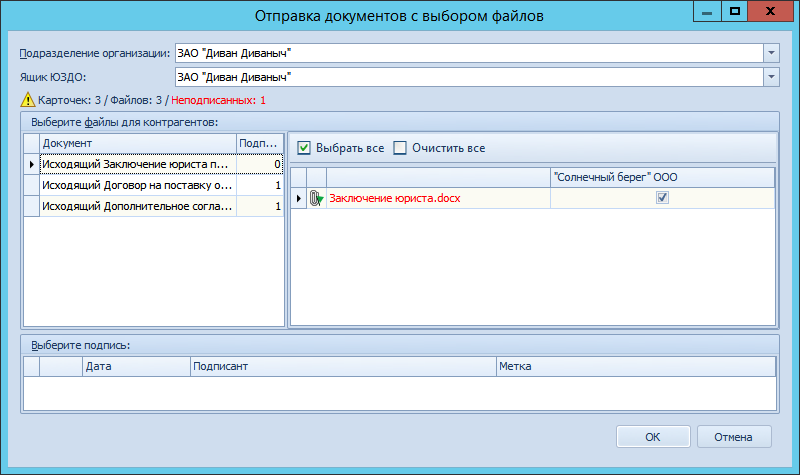 Отправка документов с выбором файлов
Подразделение организации: ЗАО "Диван Диваныч"
Ящик ЮЗДО: ЗАО "Диван Диваныч"
Карточек: 3 / Файлов: 3 / Неподписанных: 1
Выберите файлы для контрагентов:
Документ Подп...
Исходящий Заключение юриста п... 0
Исходящий Договор на поставку о... 1
Исходящий Дополнительное согла... 1
Выбрать все Очистить все
"Солнечный берег" ООО
Заключение юриста.docx
Выберите подпись:
Дата Подписант Метка
ОК Отмена